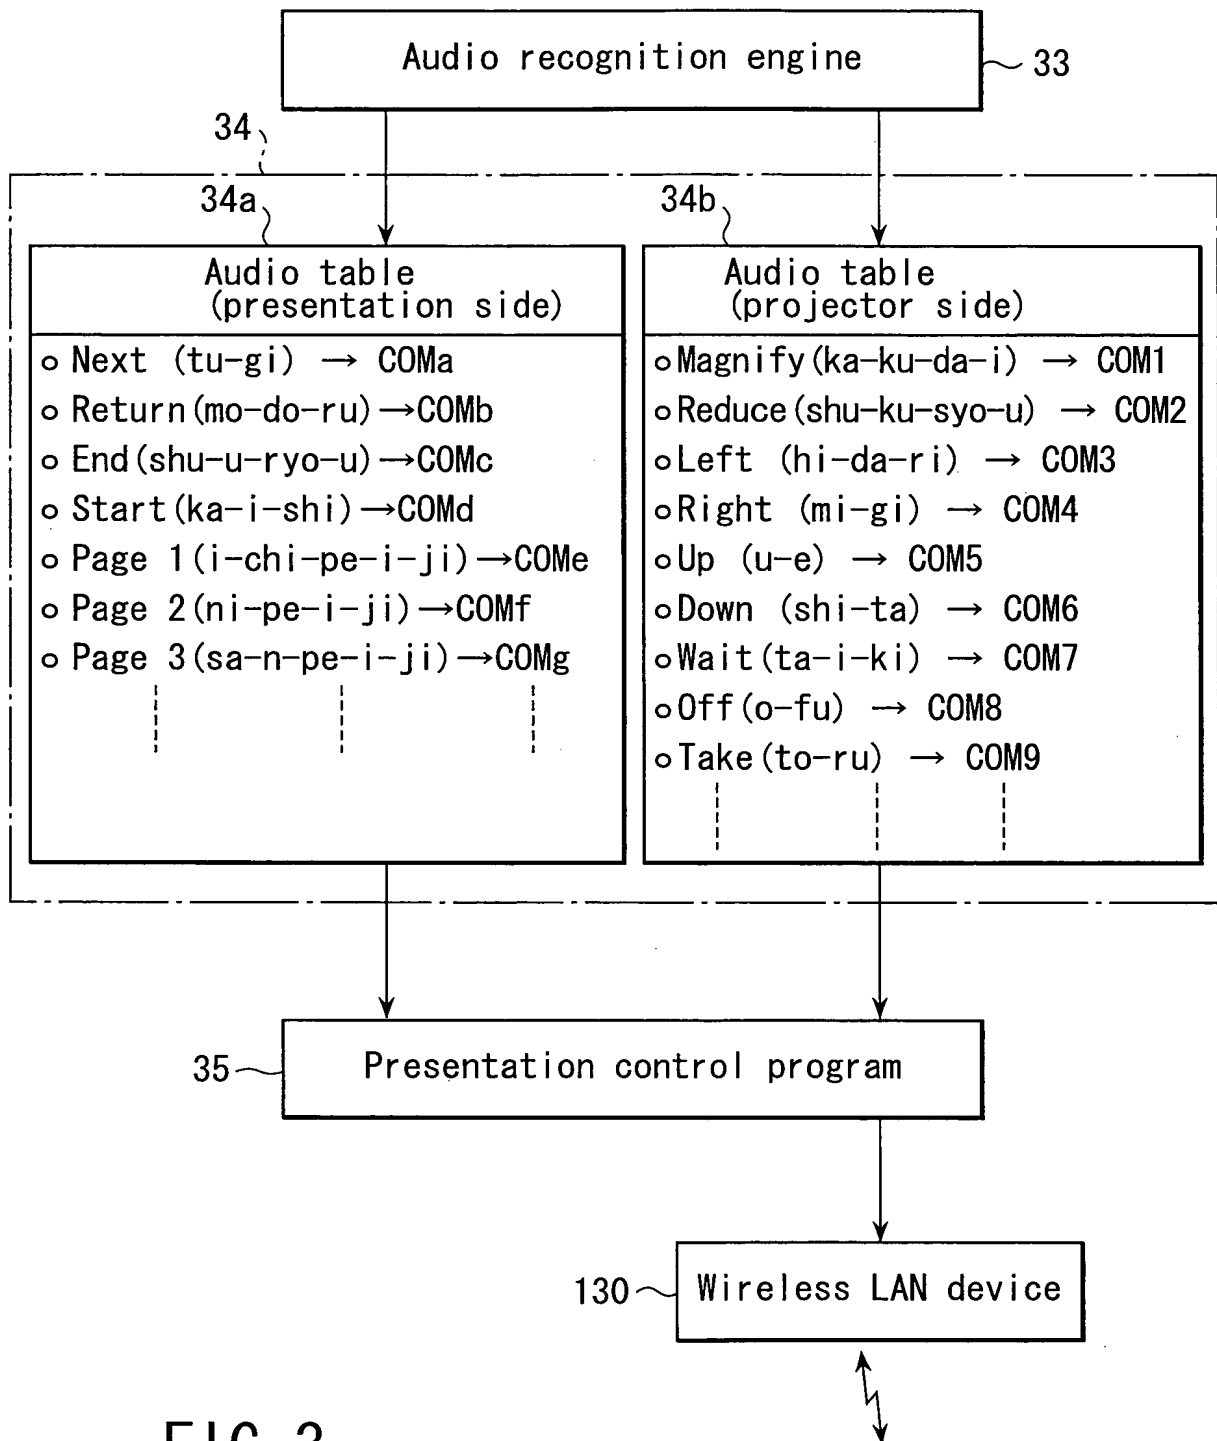 Audio recognition engine
33
34
34a
34b
Audio table
(presentation side)
Next (tu-gi) → COMa
Return(mo-do-ru)→COMb
End(shu-u-ryo-u)→COMc
Start(ka-i-shi)→COMd
Page 1(i-chi-pe-i-ji)→COMe
Page 2(ni-pe-i-ji)→COMf
Page 3(sa-n-pe-i-ji)→COMg
Audio table
(projector side)
Magnify(ka-ku-da-i) → COM1
Reduce(shu-ku-syo-u) → COM2
Left (hi-da-ri) → COM3
Right (mi-gi) → COM4
Up (u-e) → COM5
Down (shi-ta) → COM6
Wait(ta-i-ki) → COM7
Off(o-fu) → COM8
Take(to-ru) → COM9
35
Presentation control program
130
Wireless LAN device